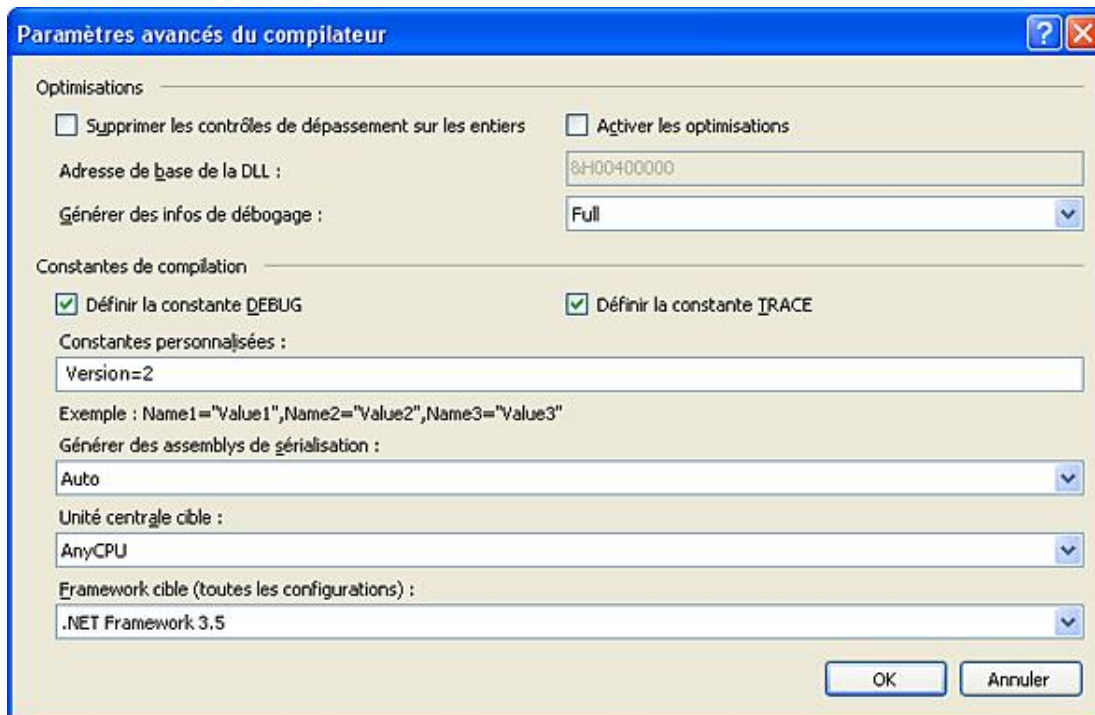 Paramètres avancés du compilateur
Optimisations
Supprimer les contrôles de dépassement sur les entiers Activer les optimisations
Adresse de base de la DLL : &H00400000
Générer des infos de débogage : Full
Constantes de compilation
Définir la constante DEBUG Définir la constante TRACE
Constantes personnalisées :
Version=2
Exemple : Name1="Value1",Name2="Value2",Name3="Value3"
Générer des assemblys de sérialisation :
Auto
Unité centrale cible :
AnyCPU
Framework cible (toutes les configurations) :
.NET Framework 3.5
OK Annuler